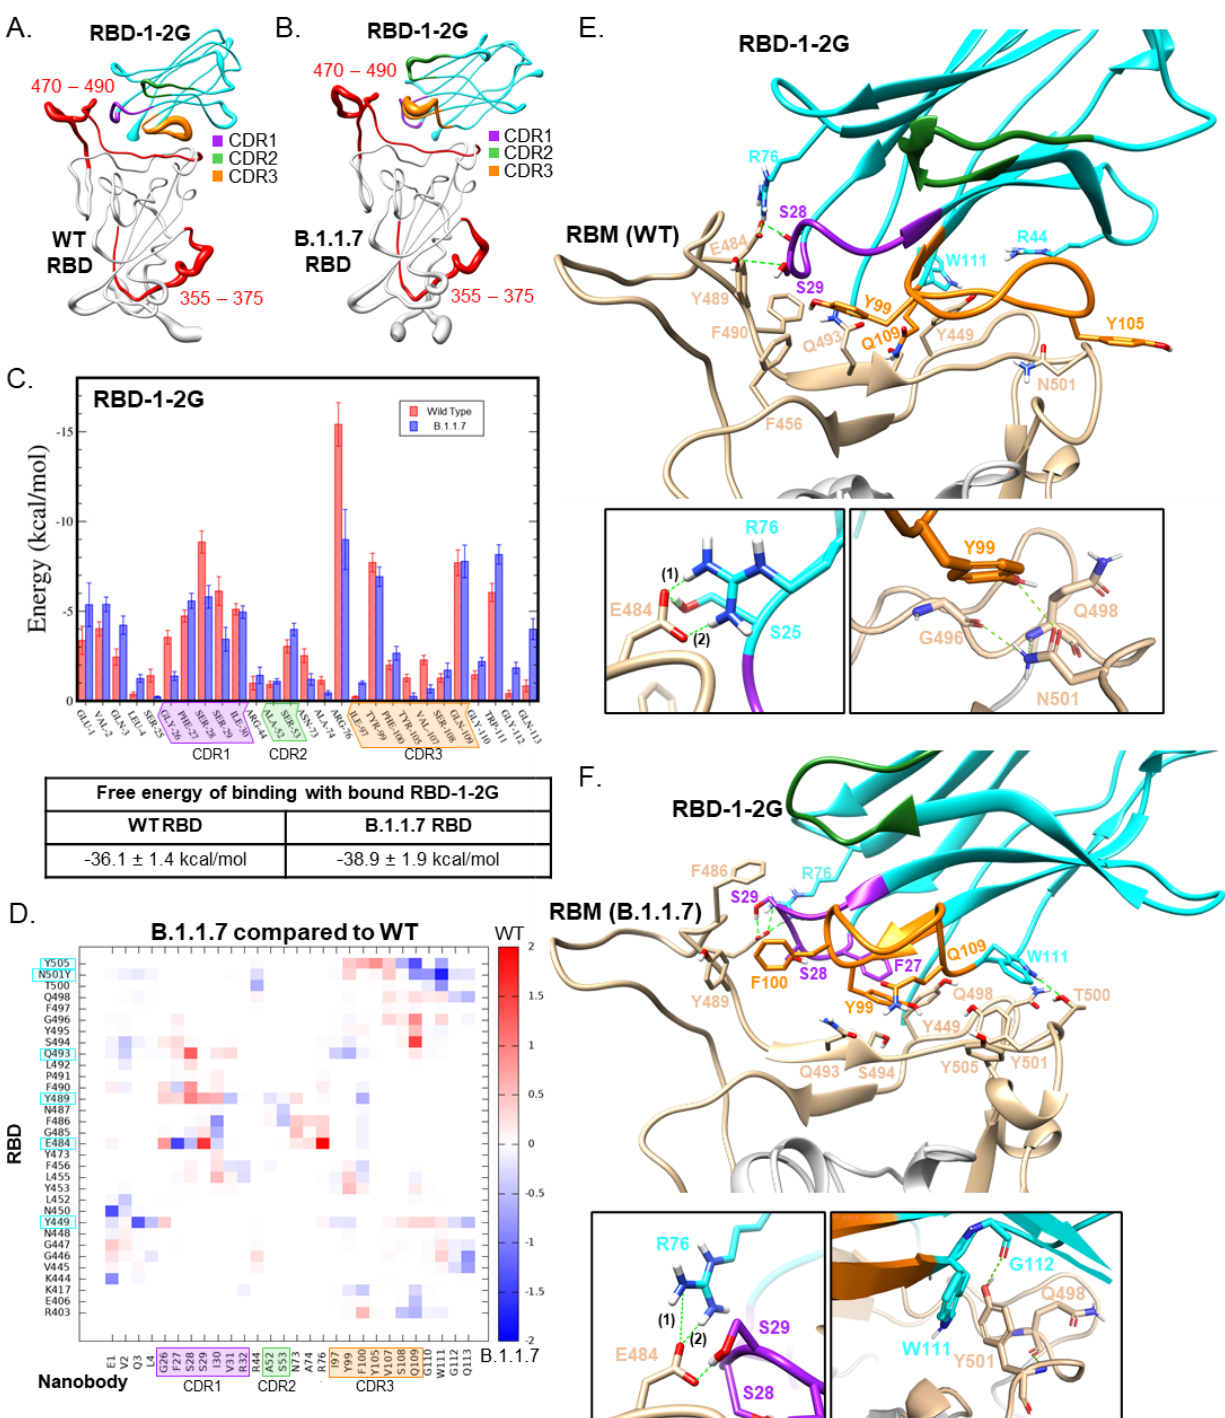 A.
RBD-1-2G
470 – 490
CDR1
CDR2
CDR3
WT
RBD
355 – 375
B.
RBD-1-2G
470 – 490
CDR1
CDR2
CDR3
B.1.1.7
RBD
355 – 375
C.
RBD-1-2G
Wild Type
B.1.1.7
Energy (kcal/mol)
-15
-10
-5
0
GLU-1
VAL-2
GLN-3
LEU-4
SER-25
GLY-26
PHE-27
SER-28
SER-29
ILE-30
ARG-44
ALA-52
SER-53
ASN-73
ALA-74
ARG-76
ILE-97
TYR-99
PHE-100
TYR-105
VAL-107
SER-108
GLN-109
GLY-110
TRP-111
GLY-112
GLN-113
CDR1
CDR2
CDR3
Free energy of binding with bound RBD-1-2G
WT RBD
B.1.1.7 RBD
-36.1 ± 1.4 kcal/mol
-38.9 ± 1.9 kcal/mol
D.
B.1.1.7 compared to WT
WT
RBD
Y505
N501Y
T500
Q498
F497
G496
Y495
S494
Q493
L492
P491
F490
Y489
N487
F486
G485
E484
Y473
F456
L455
Y453
L452
N450
Y449
N448
G447
G446
V445
K444
K417
E406
R403
2
1.5
1
0.5
0
-0.5
-1
-1.5
-2
B.1.1.7
E1
V2
Q3
L4
G26
F27
S28
S29
I30
V31
R32
R44
A52
S53
N73
A74
R76
I97
Y99
F100
Y105
V107
S108
Q109
G110
W111
G112
Q113
Nanobody
CDR1
CDR2
CDR3
E.
RBD-1-2G
R76
S28
RBM (WT)
E484
R44
W111
S29
Y489
Y99
F490
Q493
Q109
Y449
Y105
N501
F456
R76
(1)
E484
(2)
S25
Y99
Q498
G496
N501
F.
RBD-1-2G
F486
R76
S29
RBM (B.1.1.7)
Q109
W111
S28
F27
F100
Y489
Y99
Q498
T500
Y449
Q493
S494
Y505
Y501
R76
(1)
(2)
S29
E484
S28
G112
Q498
W111
Y501